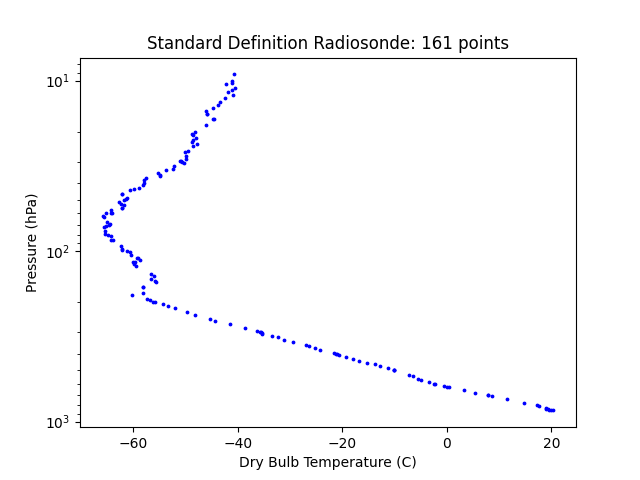 Standard Definition Radiosonde: 161 points
10¹
10²
10³
Pressure (hPa)
−60
−40
−20
0
20
Dry Bulb Temperature (C)